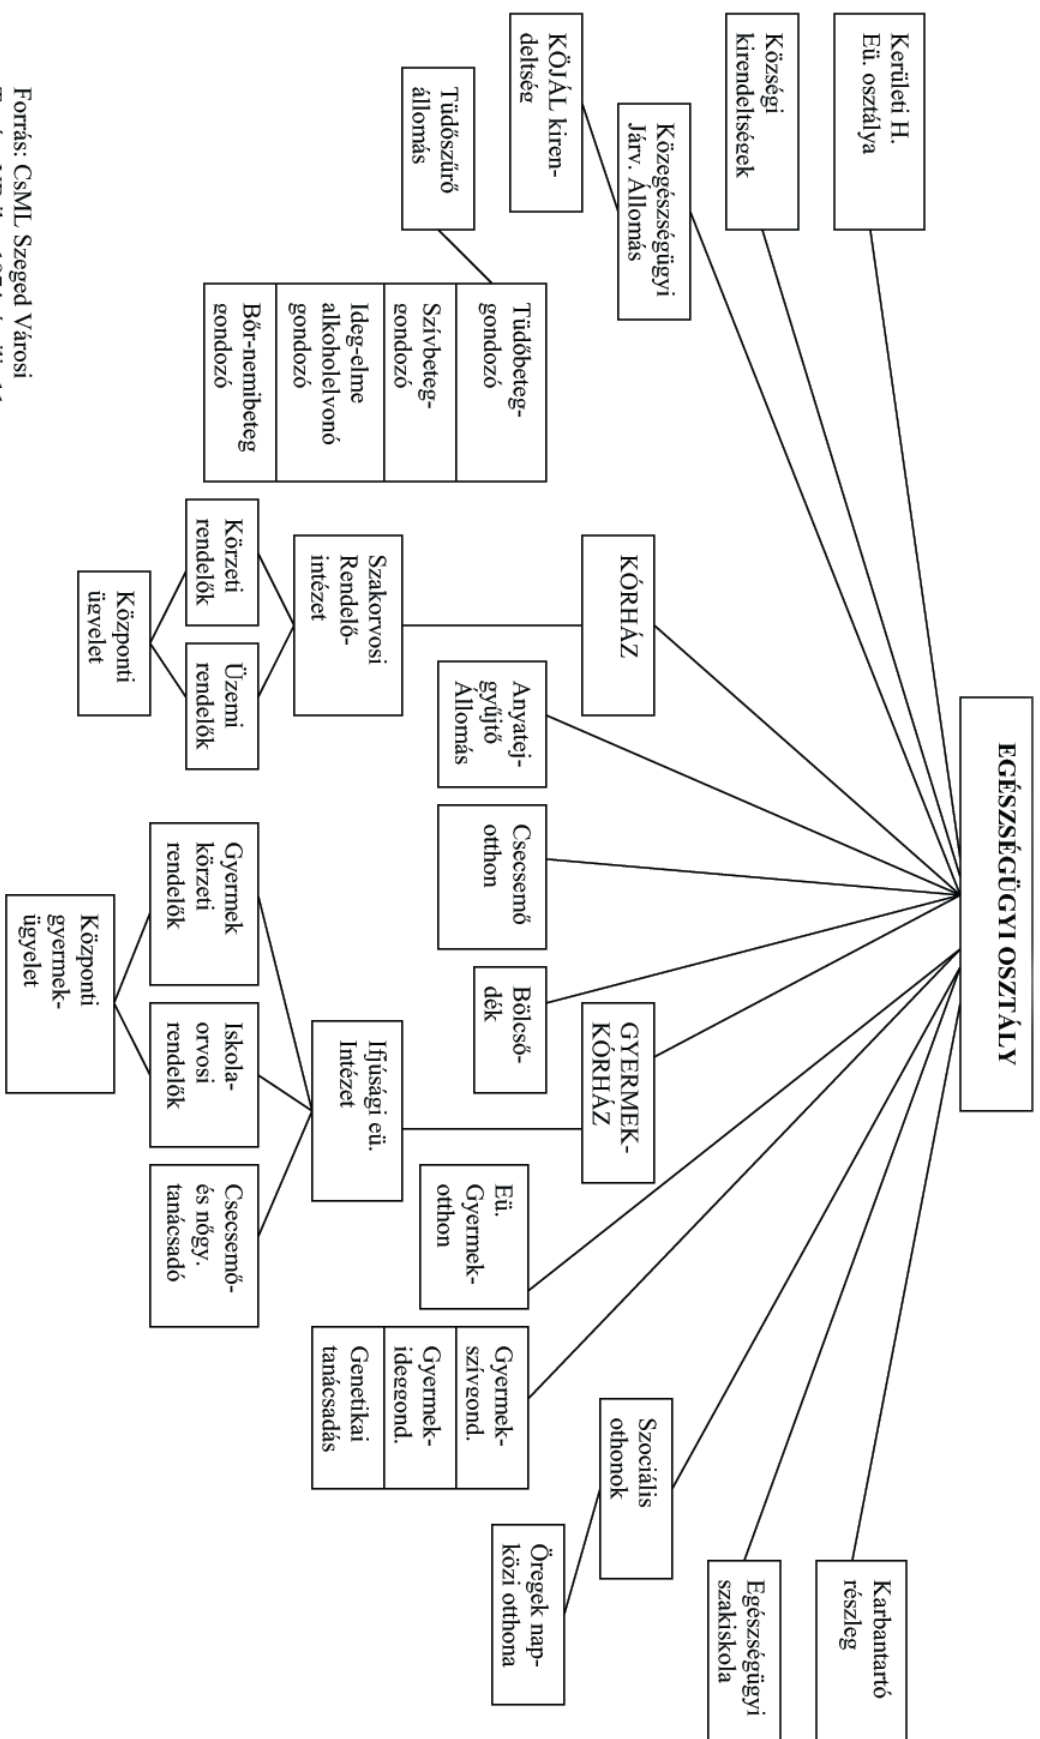 EGÉSZSÉGÜGYI OSZTÁLY
Kerületi H.
Eü. osztálya
Községi
kirendeltségek
Közegészségügyi
Járv. Állomás
KÖJÁL kiren-
deltség
Tüdőszűrő
állomás
Tüdőbeteg-
gondozó
Szívbeteg-
gondozó
Ideg-elme
alkoholelvonó
gondozó
Bőr-nemibeteg
gondozó
KÓRHÁZ
Szakorvosi
Rendelő-
intézet
Körzeti
rendelők
Üzemi
rendelők
Központi
ügyelet
Anyatej-
gyűjtő
Állomás
Csecsemő
otthon
Bölcső-
dék
GYERMEK-
KÓRHÁZ
Ifjúsági eü.
Intézet
Gyermek
körzeti
rendelők
Iskola-
orvosi
rendelők
Csecsemő-
és nőgy.
tanácsadó
Központi
gyermek-
ügyelet
Eü.
Gyermek-
otthon
Gyermek-
szívgond.
Gyermek-
ideggond.
Genetikai
tanácsadás
Szociális
othonok
Öregek nap-
közi otthona
Egészségügyi
szakiskola
Karbantartó
részleg
Forrás: CsML Szeged Városi